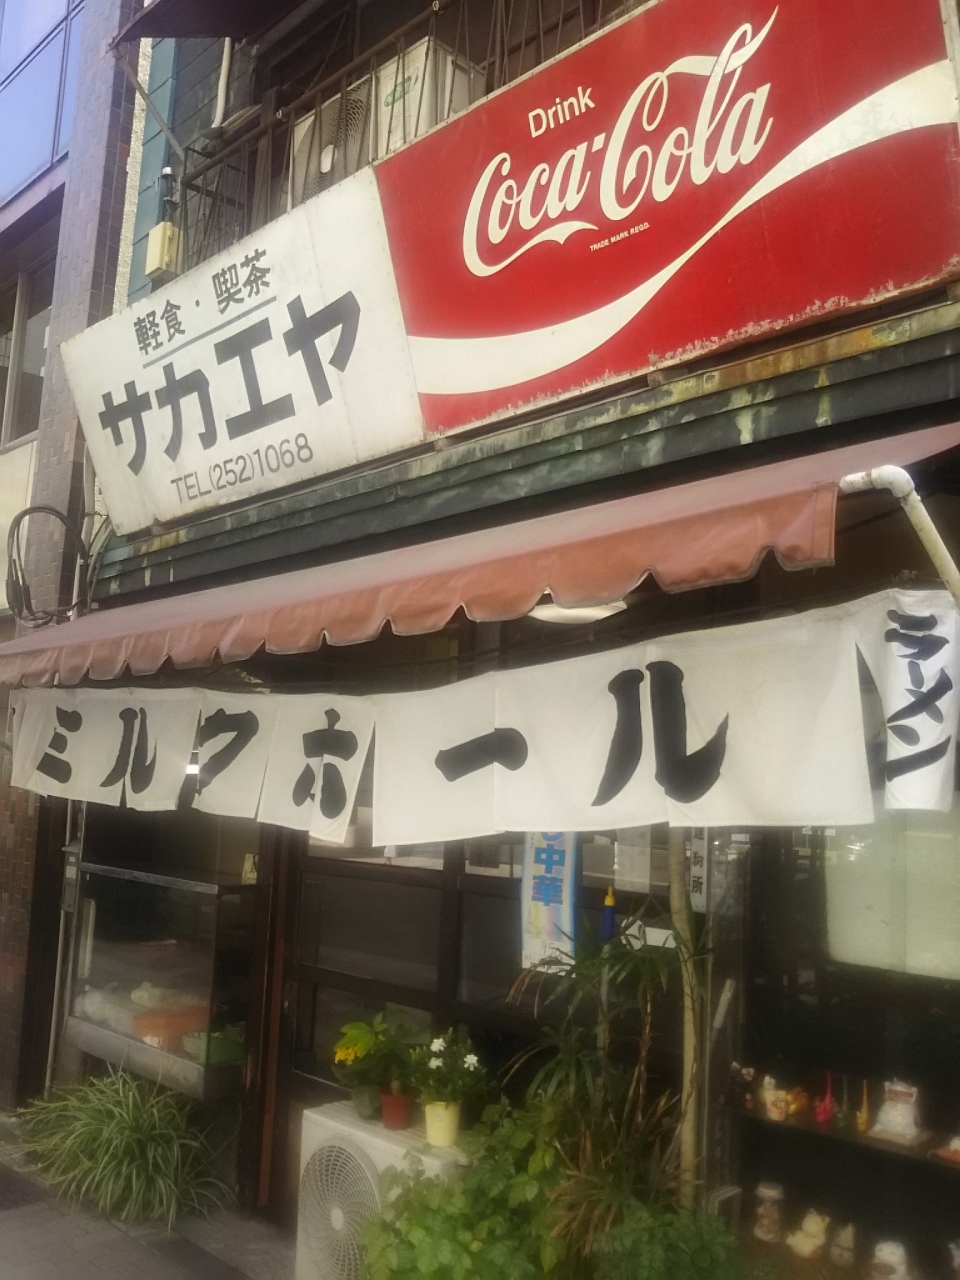 Drink
Coca-Cola
TRADE MARK REGD.
軽食・喫茶
サカエヤ
TEL(252)1068
ミルクホール
ラーメン
中華